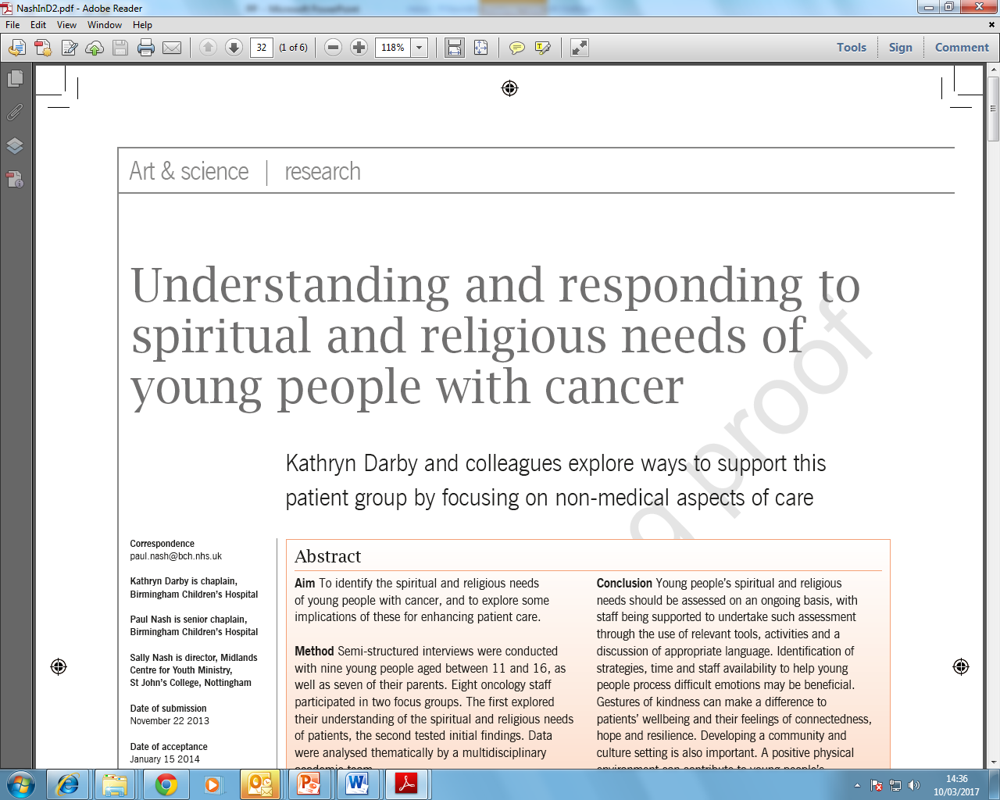 NashInD2.pdf - Adobe Reader
File Edit View Window Help
32 (1 of 6) 118% Tools Sign Comment
Art & science | research
Understanding and responding to
spiritual and religious needs of
young people with cancer
proof
Kathryn Darby and colleagues explore ways to support this
patient group by focusing on non-medical aspects of care
Correspondence
paul.nash@bch.nhs.uk
Kathryn Darby is chaplain,
Birmingham Children's Hospital
Paul Nash is senior chaplain,
Birmingham Children's Hospital
Sally Nash is director, Midlands
Centre for Youth Ministry,
St John's College, Nottingham
Date of submission
November 22 2013
Date of acceptance
January 15 2014
Abstract
Aim To identify the spiritual and religious needs
of young people with cancer, and to explore some
implications of these for enhancing patient care.
Method Semi-structured interviews were conducted
with nine young people aged between 11 and 16, as
well as seven of their parents. Eight oncology staff
participated in two focus groups. The first explored
their understanding of the spiritual and religious needs
of patients, the second tested initial findings. Data
were analysed thematically by a multidisciplinary
academic team.
Conclusion Young people's spiritual and religious
needs should be assessed on an ongoing basis, with
staff being supported to undertake such assessment
through the use of relevant tools, activities and a
discussion of appropriate language. Identification of
strategies, time and staff availability to help young
people process difficult emotions may be beneficial.
Gestures of kindness can make a difference to
patients' wellbeing and their feelings of connectedness,
hope and resilience. Developing a community and
culture setting is also important. A positive physical
environment can contribute to young people's
14:36
10/03/2017